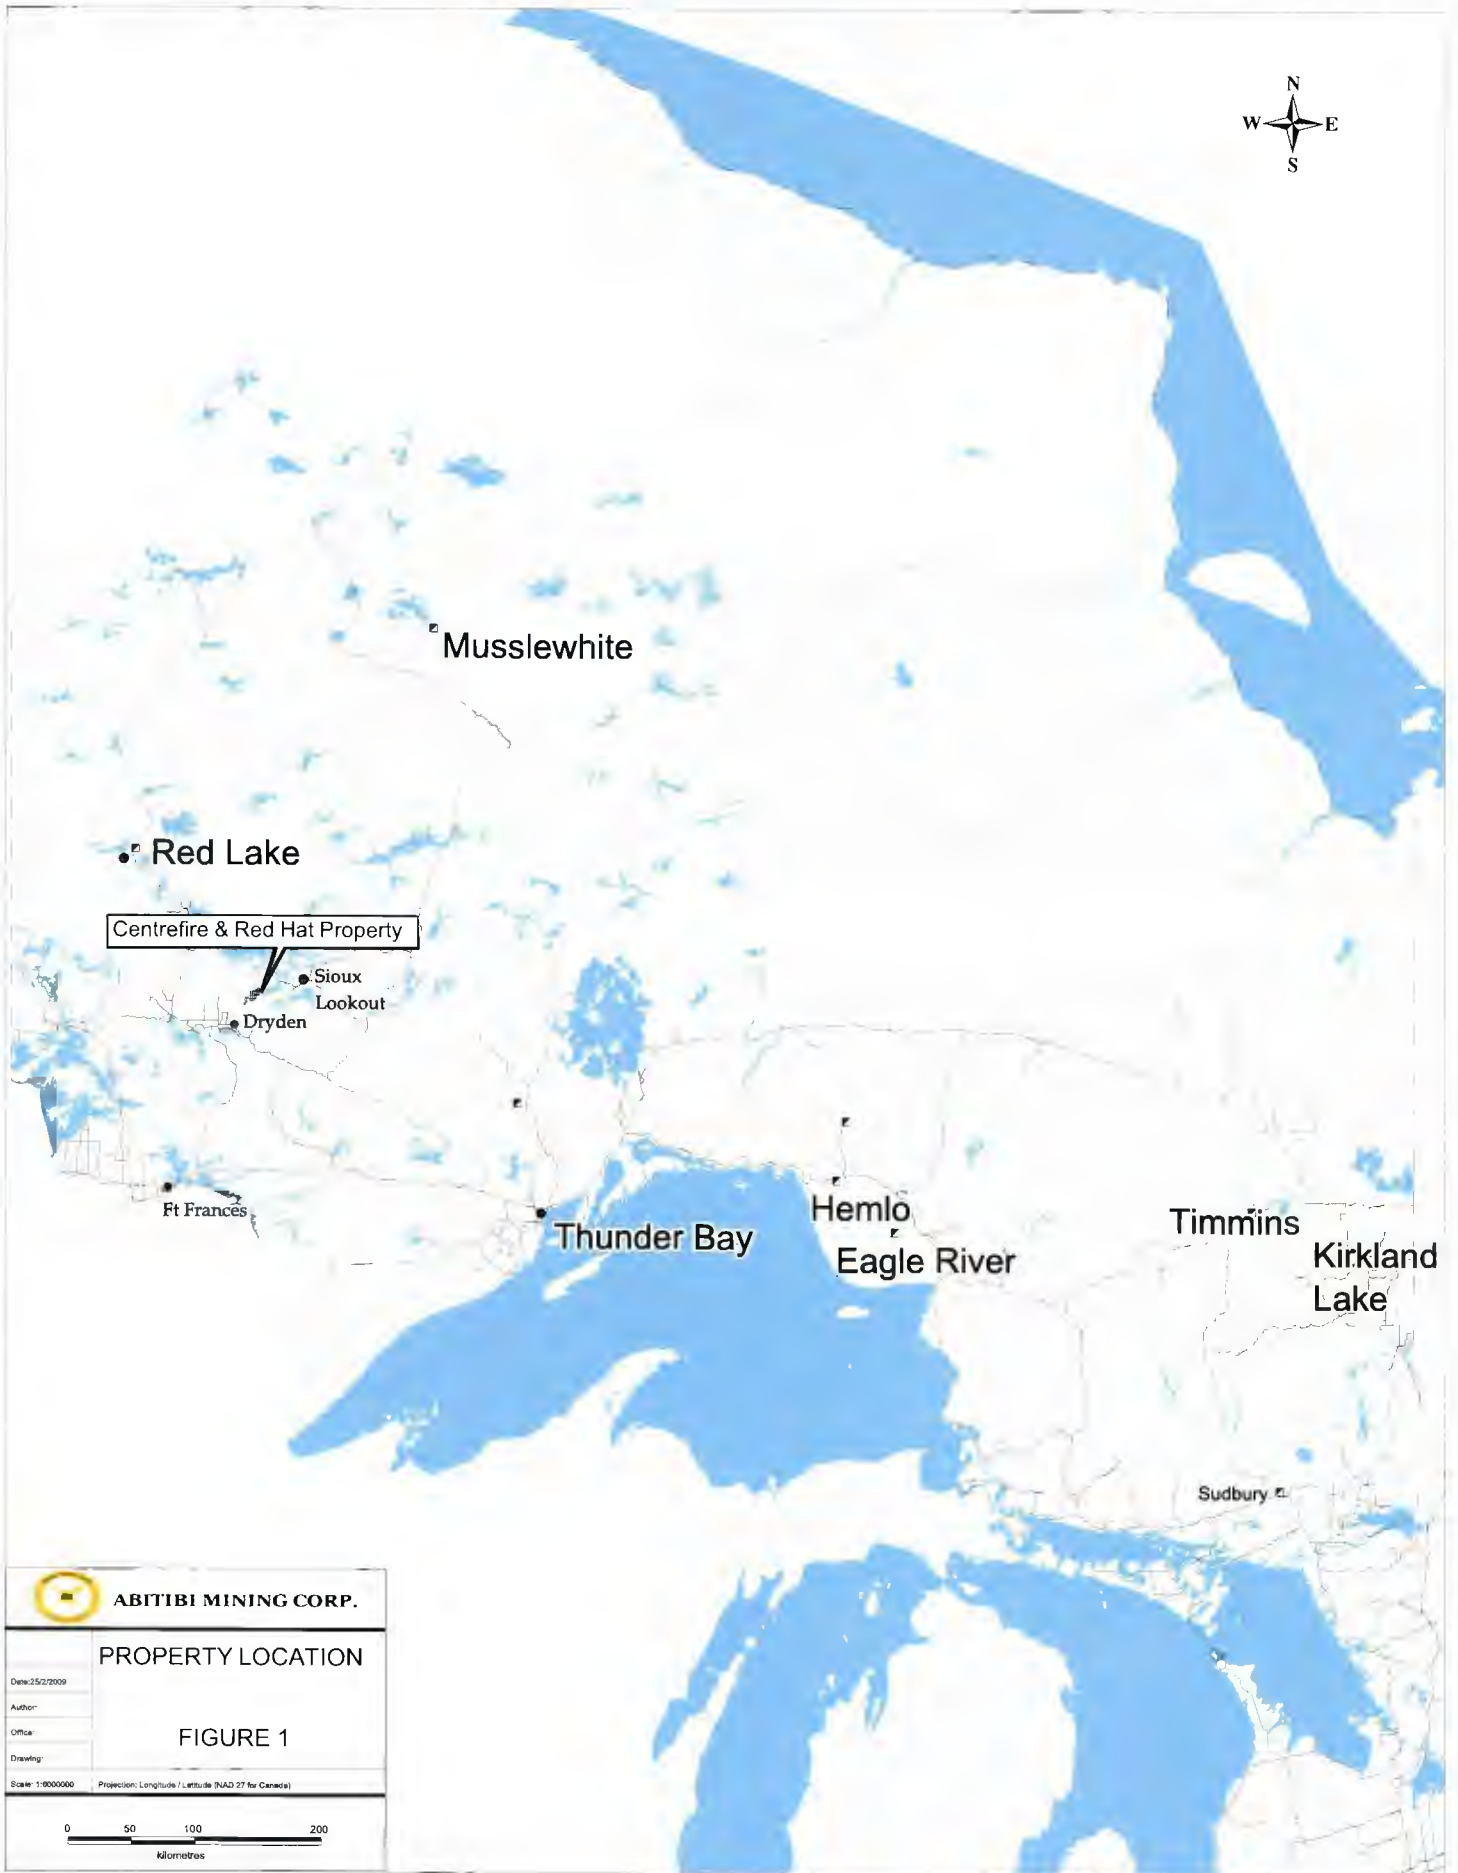 N
W E
S
Musslewhite
Red Lake
Centrefire & Red Hat Property
Sioux
Lookout
Dryden
Ft Frances
Thunder Bay
Hemlo
Eagle River
Timmins
Kirkland
Lake
Sudbury
ABITIBI MINING CORP.
PROPERTY LOCATION
Date:25/2/2009
Author:
Office:
FIGURE 1
Drawing:
Scale: 1:6000000 Projection: Longitude / Latitude (NAD 27 for Canada)
0 50 100 200
kilometres